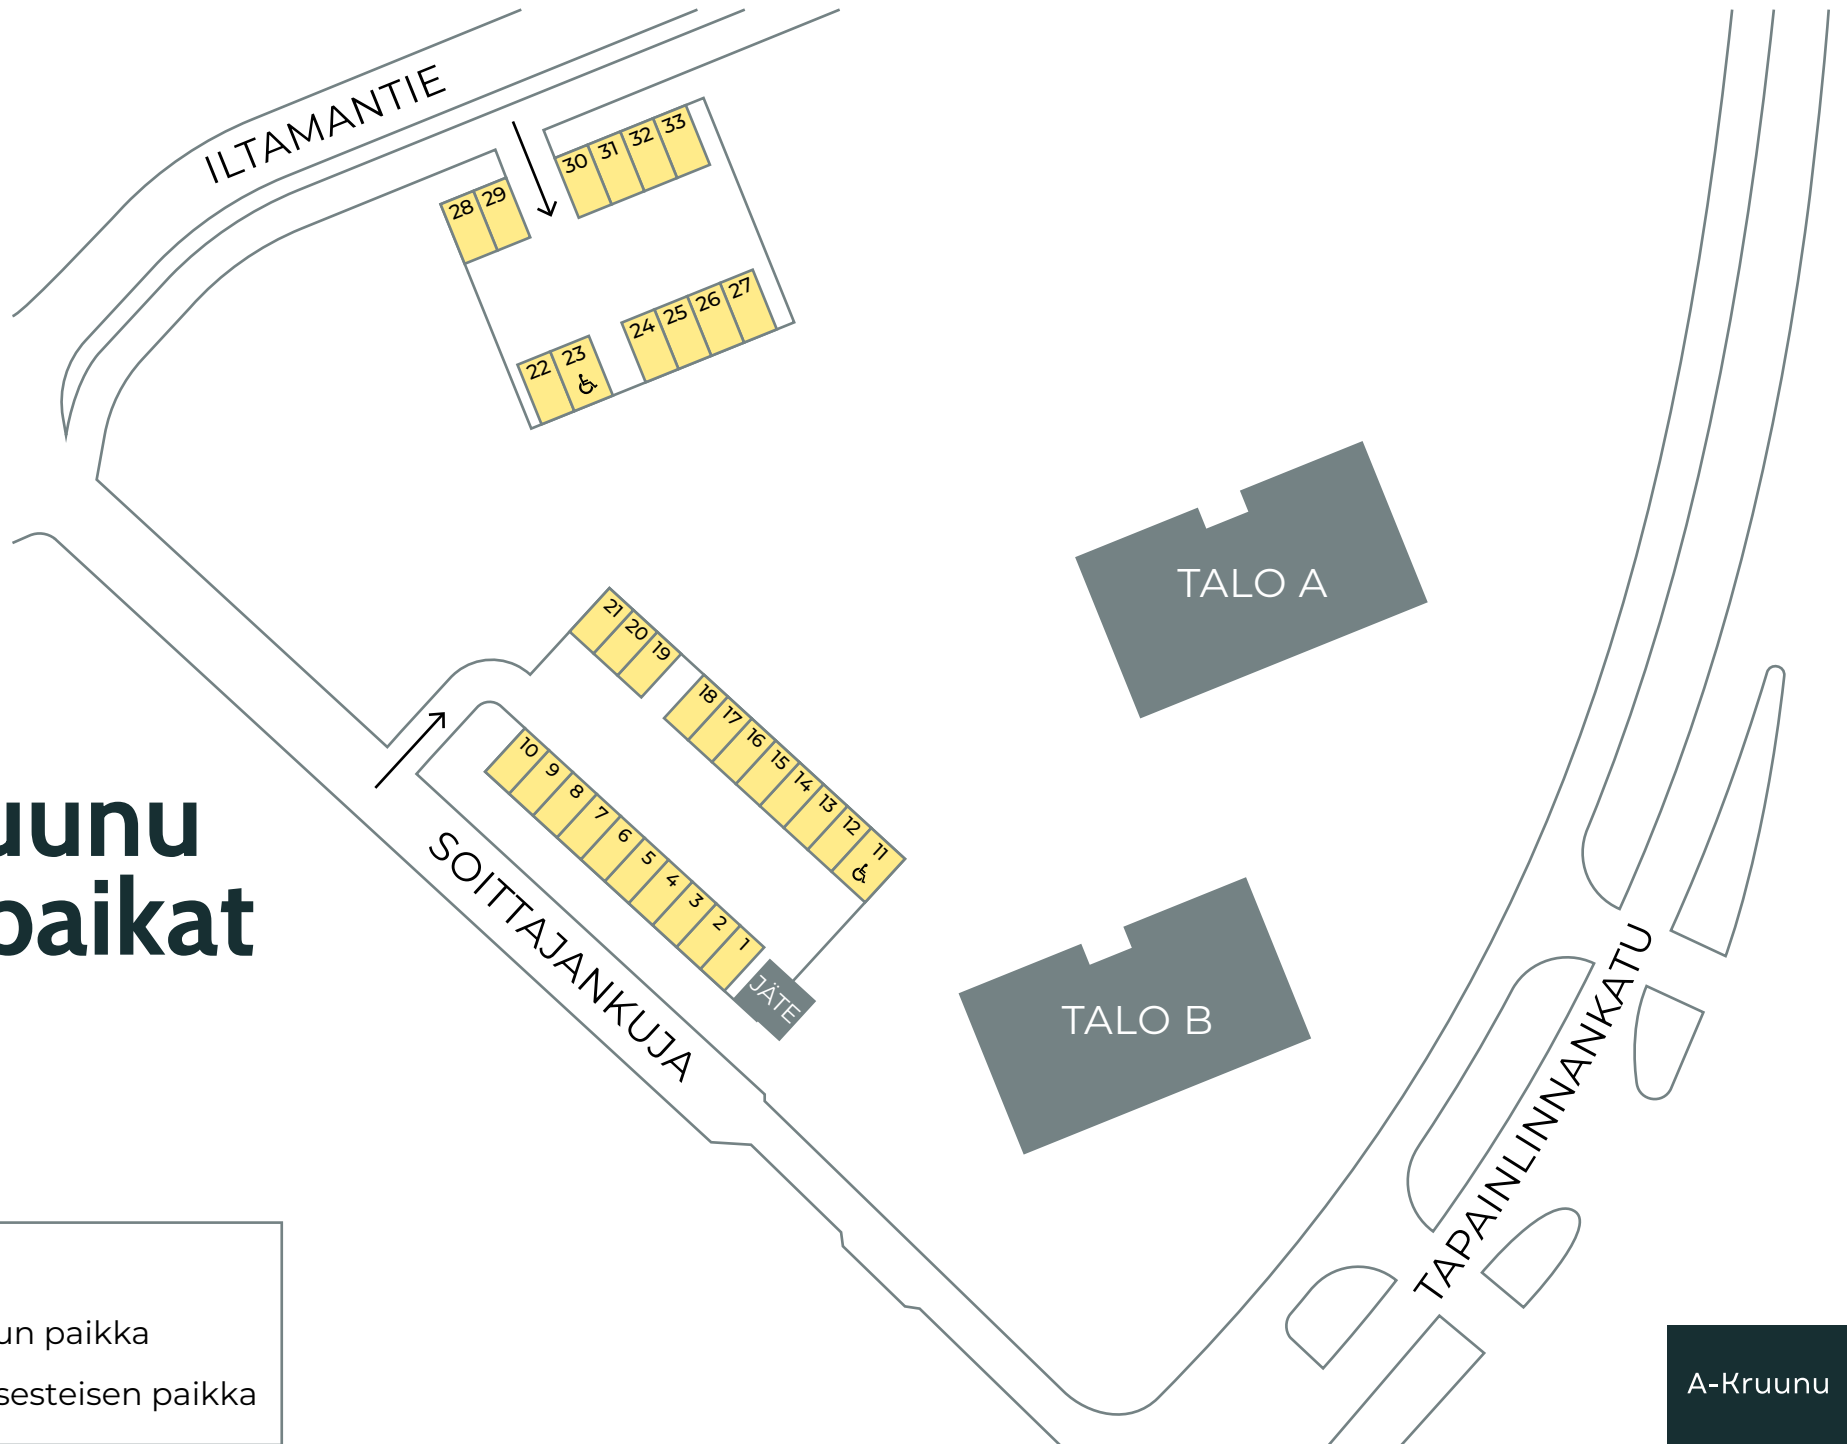 ILTAMANTIE
30 31 32 33
28 29
24 25 26 27
22 23
TALO A
21 20 19
18 17 16 15 14 13 12 11
10 9 8 7 6 5 4 3 2 1
JÄTE
SOITTAJANKUJA
TALO B
TAPAINLINNANKATU
uunu
paikat
un paikka
sesteisen paikka
A-Kruunu